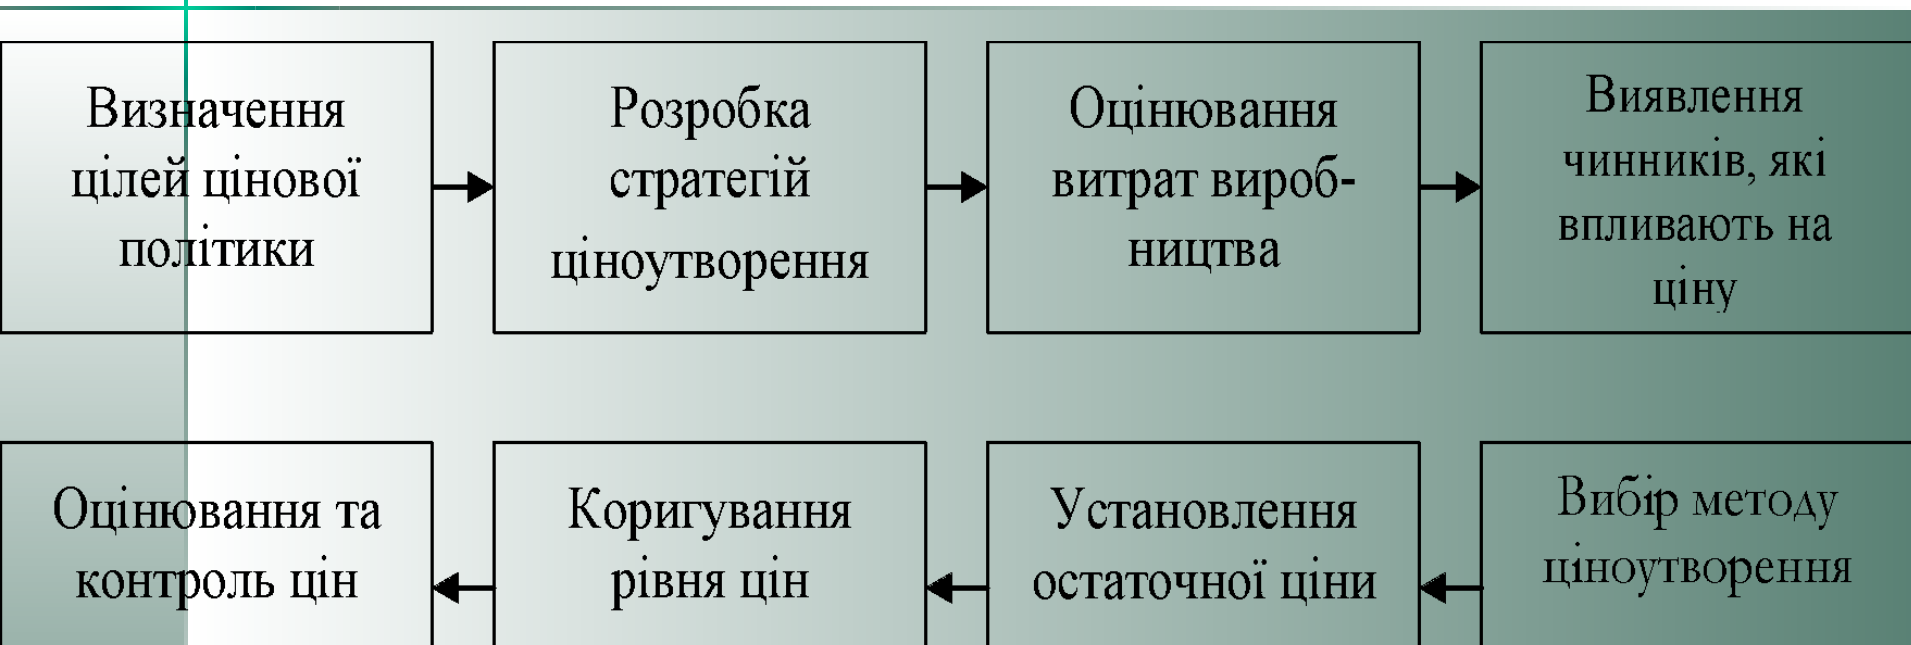 Визначення
цілей цінової
політики
Розробка
стратегій
ціноутворення
Оцінювання
витрат вироб-
ництва
Виявлення
чинників, які
впливають на
ціну
Оцінювання та
контроль цін
Коригування
рівня цін
Установлення
остаточної ціни
Вибір методу
ціноутворення